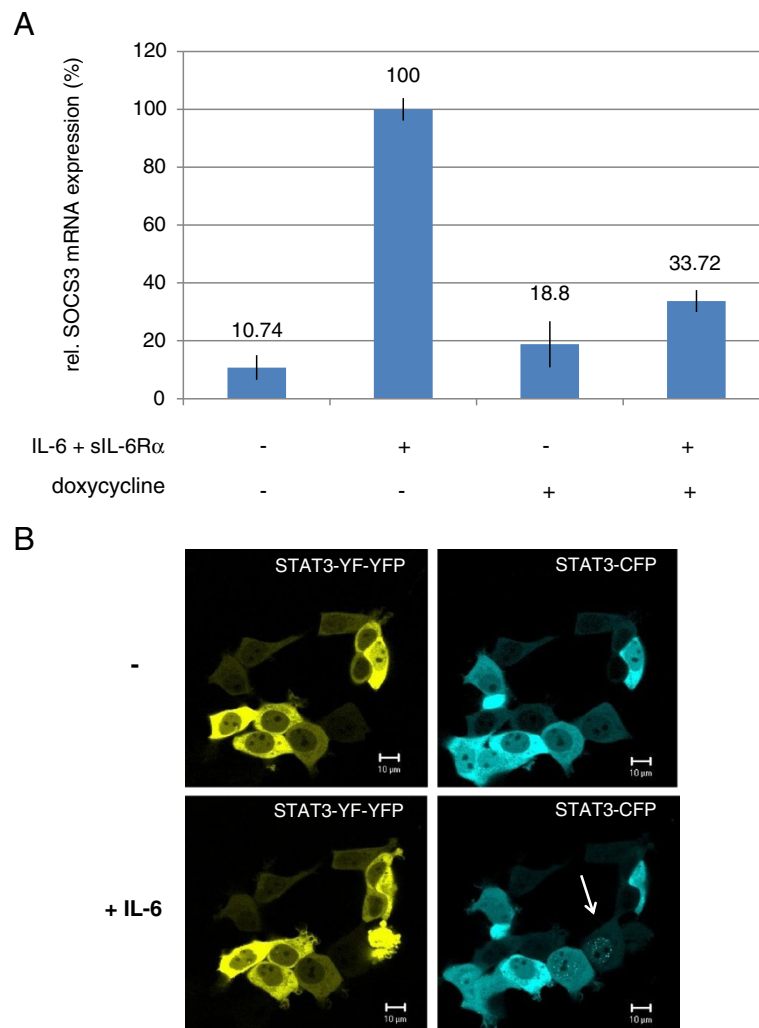 A
rel. SOCS3 mRNA expression (%)
120
100
80
60
40
20
0
10.74
100
18.8
33.72
IL-6 + sIL-6Rα - + - +
doxycycline - - + +
B
STAT3-YF-YFP STAT3-CFP
-
10 µm 10 µm
STAT3-YF-YFP STAT3-CFP
+ IL-6
10 µm 10 µm